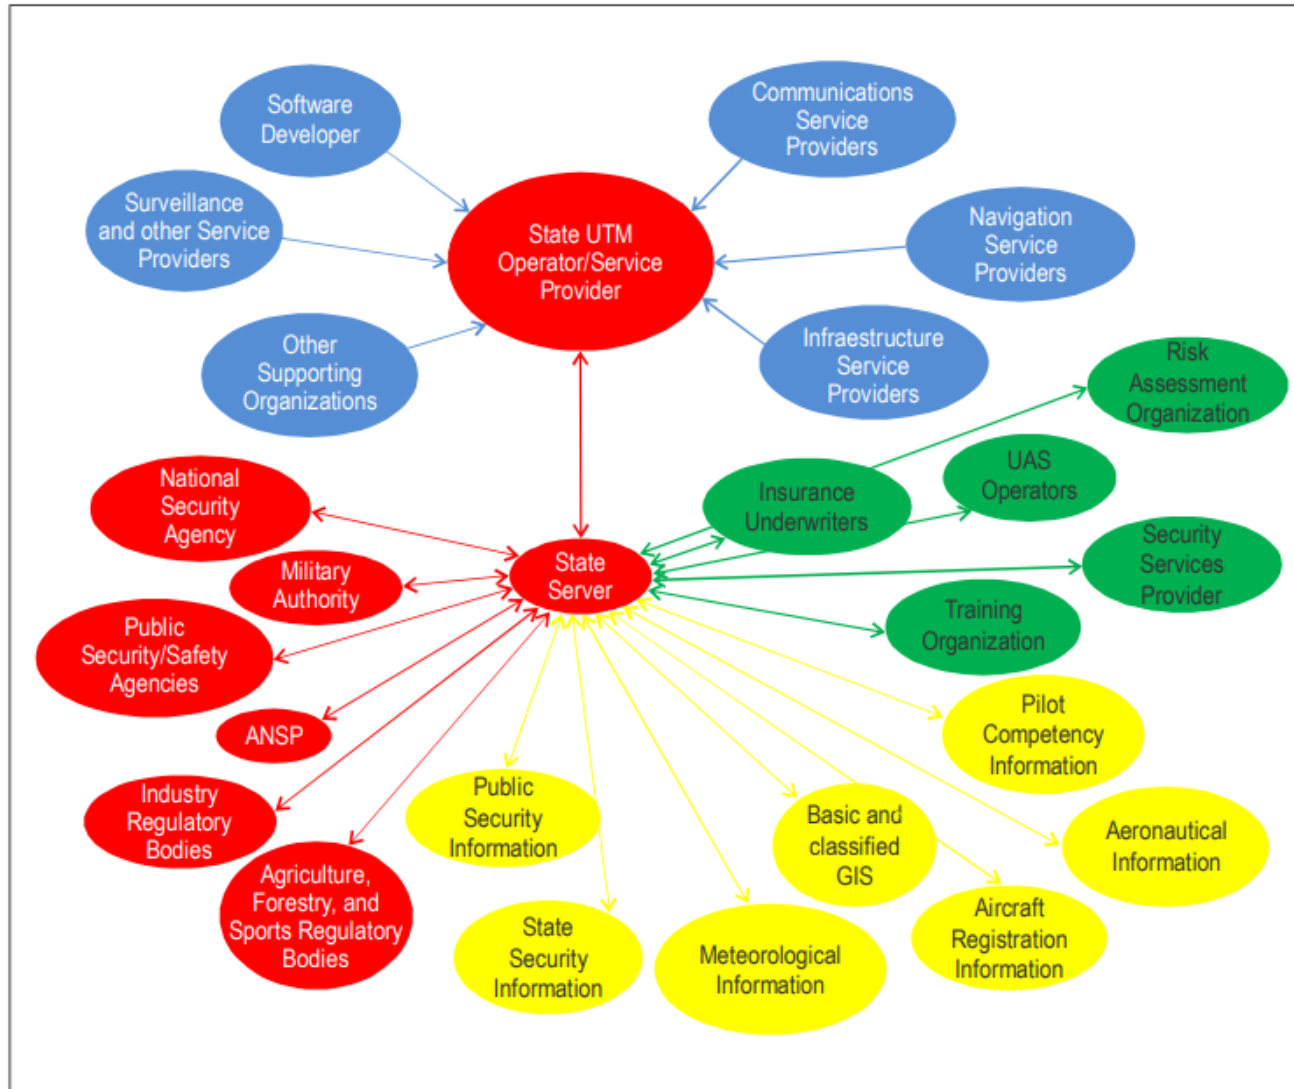 Software
Developer
Communications
Service
Providers
Surveillance
and other Service
Providers
State UTM
Operator/Service
Provider
Navigation
Service
Providers
Other
Supporting
Organizations
Infraestructure
Service
Providers
Risk
Assessment
Organization
National
Security
Agency
Insurance
Underwriters
UAS
Operators
Military
Authority
State
Server
Security
Services
Provider
Public
Security/Safety
Agencies
Training
Organization
ANSP
Pilot
Competency
Information
Industry
Regulatory
Bodies
Public
Security
Information
Basic and
classified
GIS
Aeronautical
Information
Agriculture,
Forestry, and
Sports Regulatory
Bodies
State
Security
Information
Meteorological
Information
Aircraft
Registration
Information